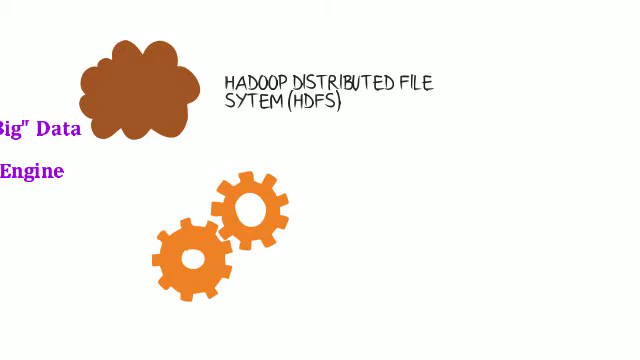 HADOOP DISTRIBUTED FILE
SYTEM (HDFS)
Big" Data
Engine